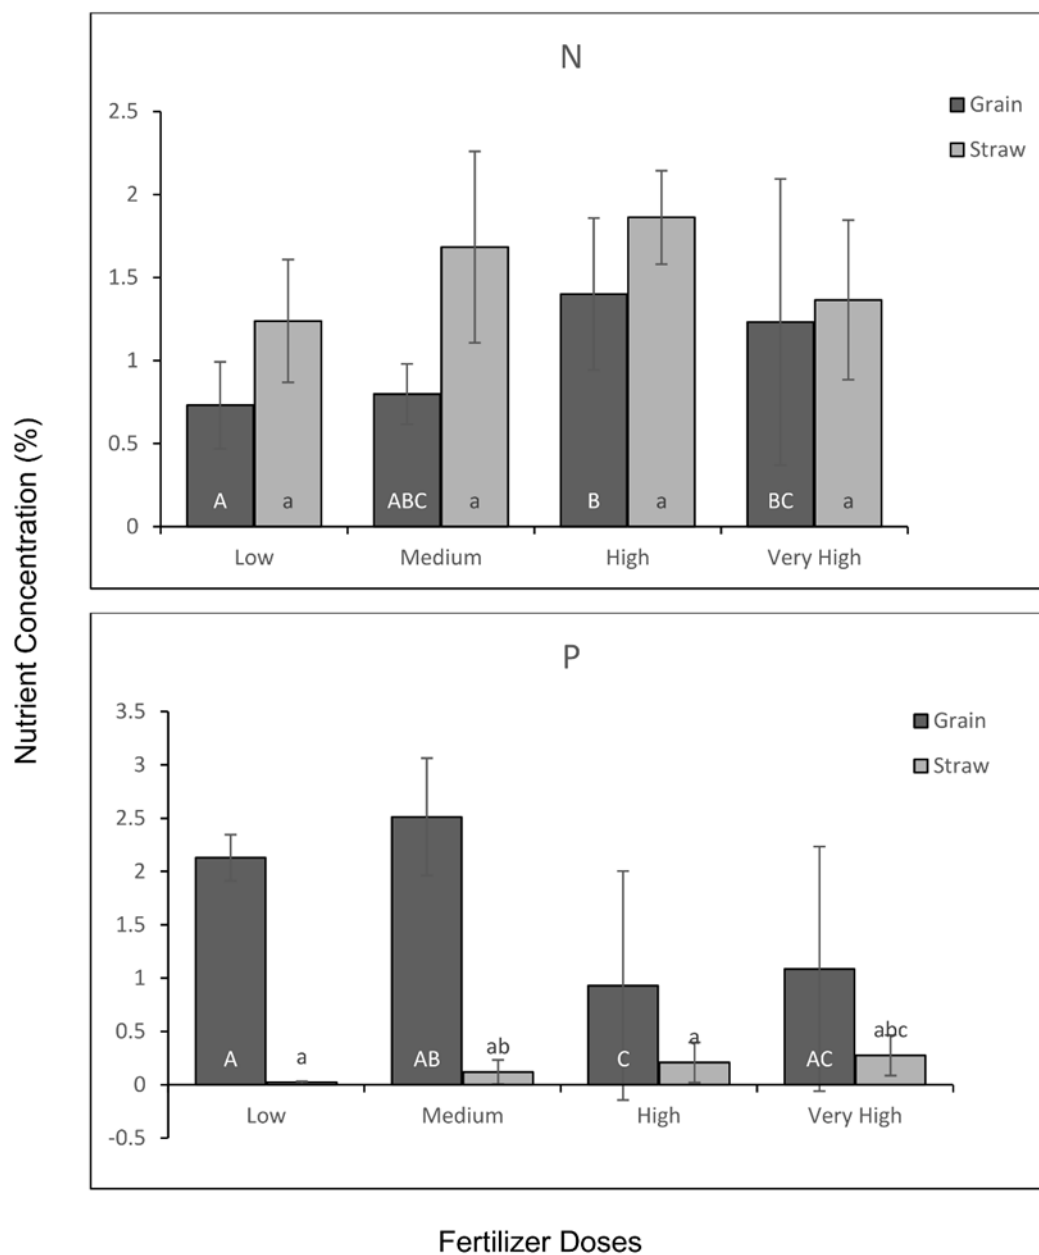 N
2.5
Grain
Straw
2
1.5
1
0.5
A a ABC a B a BC a
0
Low Medium High Very High
Nutrient Concentration (%)
P
3.5
Grain
3
Straw
2.5
2
1.5
1
0.5
A a AB ab C a AC abc
0
Low Medium High Very High
-0.5
Fertilizer Doses